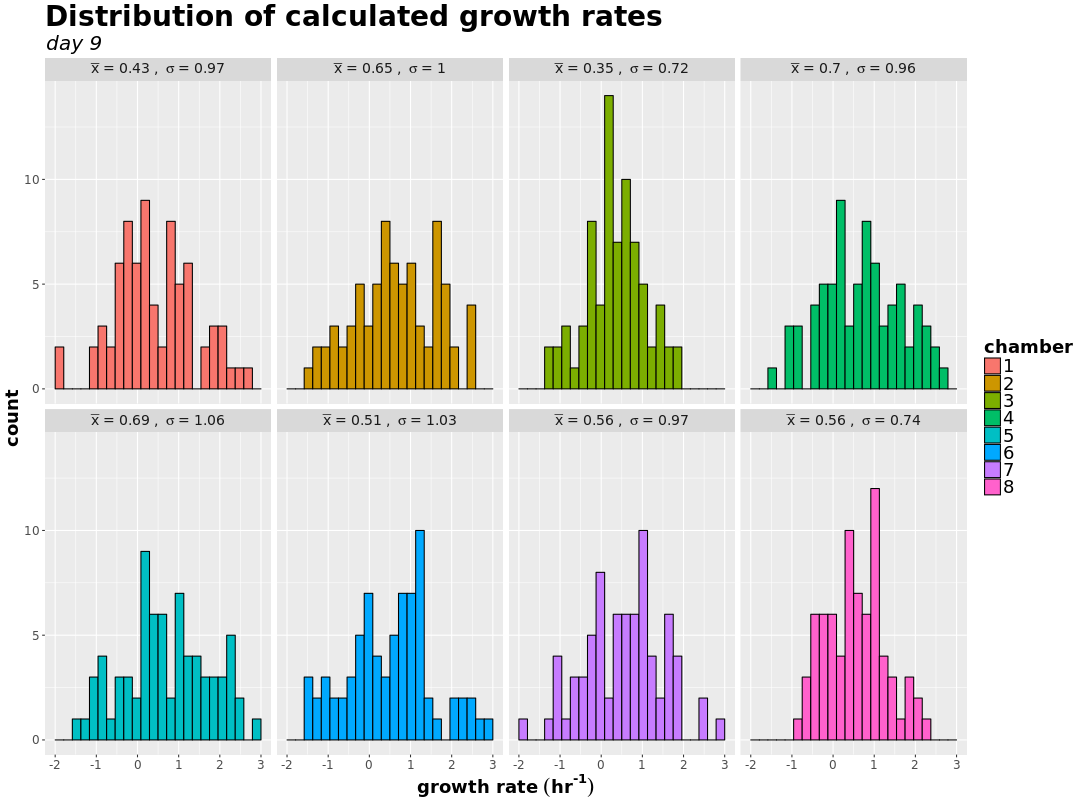 Distribution of calculated growth rates
day 9
x̅ = 0.43 , σ = 0.97
x̅ = 0.65 , σ = 1
x̅ = 0.35 , σ = 0.72
x̅ = 0.7 , σ = 0.96
10
5
0
count
x̅ = 0.69 , σ = 1.06
x̅ = 0.51 , σ = 1.03
x̅ = 0.56 , σ = 0.97
x̅ = 0.56 , σ = 0.74
10
5
0
-2 -1 0 1 2 3
-2 -1 0 1 2 3
-2 -1 0 1 2 3
-2 -1 0 1 2 3
growth rate (hr⁻¹)
chamber
1
2
3
4
5
6
7
8